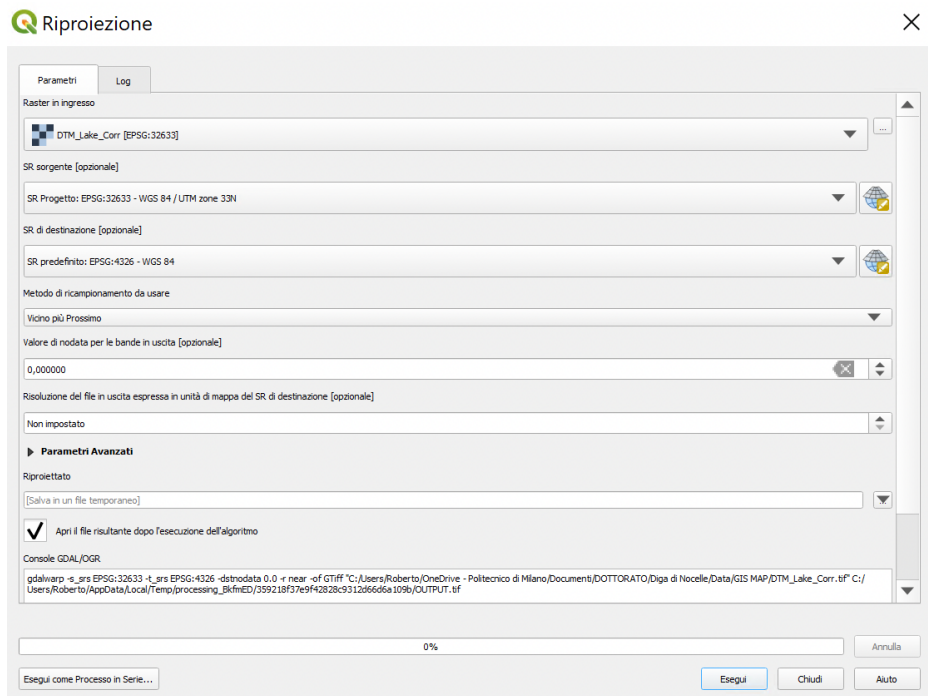 Riproiezione
Parametri
Log
Raster in ingresso
DTM_Lake_Corr [EPSG:32633]
...
SR sorgente [opzionale]
SR Progetto: EPSG:32633 - WGS 84 / UTM zone 33N
SR di destinazione [opzionale]
SR predefinito: EPSG:4326 - WGS 84
Metodo di ricampionamento da usare
Vicino più Prossimo
Valore di nodata per le bande in uscita [opzionale]
0,000000
Risoluzione del file in uscita espressa in unità di mappa del SR di destinazione [opzionale]
Non impostato
Parametri Avanzati
Riproiettato
[Salva in un file temporaneo]
Apri il file risultante dopo l'esecuzione dell'algoritmo
Console GDAL/OGR
gdalwarp -s_srs EPSG:32633 -t_srs EPSG:4326 -dstnodata 0.0 -r near -of GTiff "C:/Users/Roberto/OneDrive - Politecnico di Milano/Documenti/DOTTORATO/Diga di Nocelle/Data/GIS MAP/DTM_Lake_Corr.tif" C:/
Users/Roberto/AppData/Local/Temp/processing_BkfmED/359218f37e9f42828c9312d66d6a109b/OUTPUT.tif
0%
Annulla
Esegui come Processo in Serie...
Esegui
Chiudi
Aiuto